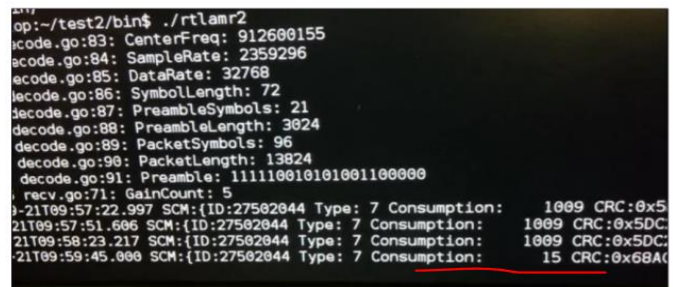 op:~/test2/bin$ ./rtlamr2
ecode.go:83: CenterFreq: 912600155
ecode.go:84: SampleRate: 2359296
ecode.go:85: DataRate: 32768
ecode.go:86: SymbolLength: 72
decode.go:87: PreambleSymbols: 21
decode.go:88: PreambleLength: 3024
decode.go:89: PacketSymbols: 96
decode.go:90: PacketLength: 13824
decode.go:91: Preamble: 111110010101001100000
recv.go:71: GainCount: 5
-21T09:57:22.997 SCM:{ID:27502044 Type: 7 Consumption: 1009 CRC:0x5
21T09:57:51.606 SCM:{ID:27502044 Type: 7 Consumption: 1009 CRC:0x5DC
21T09:58:23.217 SCM:{ID:27502044 Type: 7 Consumption: 1009 CRC:0x5DC
-21T09:59:45.000 SCM:{ID:27502044 Type: 7 Consumption: 15 CRC:0x68A